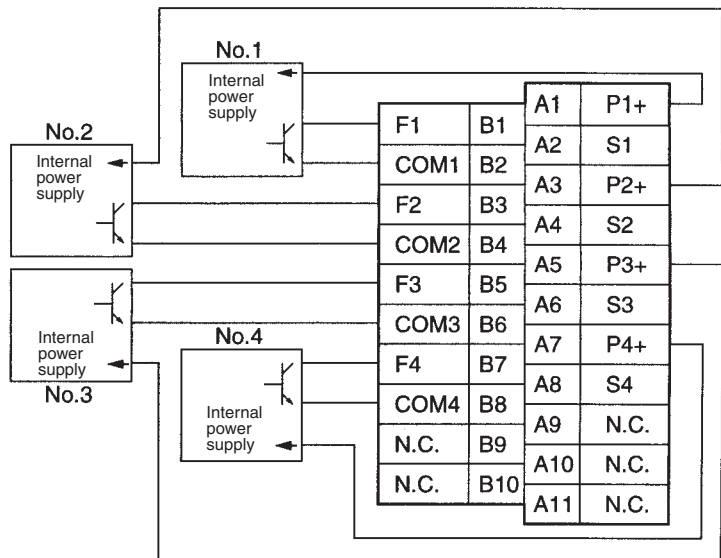 No.1
Internal
power
supply
No.2
Internal
power
supply
Internal
power
supply
No.3
No.4
Internal
power
supply
F1 B1
COM1 B2
F2 B3
COM2 B4
F3 B5
COM3 B6
F4 B7
COM4 B8
N.C. B9
N.C. B10
A1 P1+
A2 S1
A3 P2+
A4 S2
A5 P3+
A6 S3
A7 P4+
A8 S4
A9 N.C.
A10 N.C.
A11 N.C.